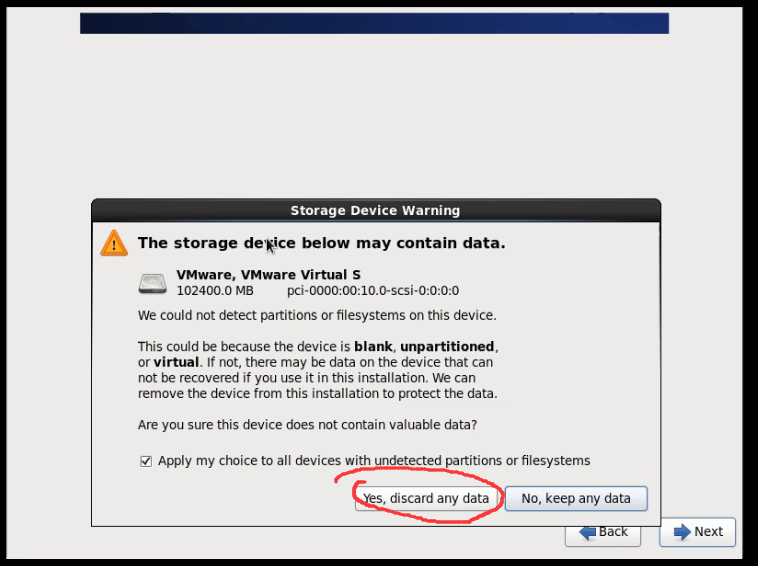 Storage Device Warning
The storage device below may contain data.
VMware, VMware Virtual S
102400.0 MB pci-0000:00:10.0-scsi-0:0:0:0
We could not detect partitions or filesystems on this device.
This could be because the device is blank, unpartitioned,
or virtual. If not, there may be data on the device that can
not be recovered if you use it in this installation. We can
remove the device from this installation to protect the data.
Are you sure this device does not contain valuable data?
Apply my choice to all devices with undetected partitions or filesystems
Yes, discard any data No, keep any data
Back Next